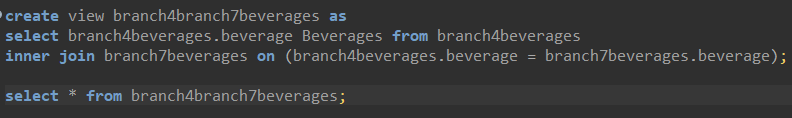 create view branch4branch7beverages as
select branch4beverages.beverage Beverages from branch4beverages
inner join branch7beverages on (branch4beverages.beverage = branch7beverages.beverage);
select * from branch4branch7beverages;